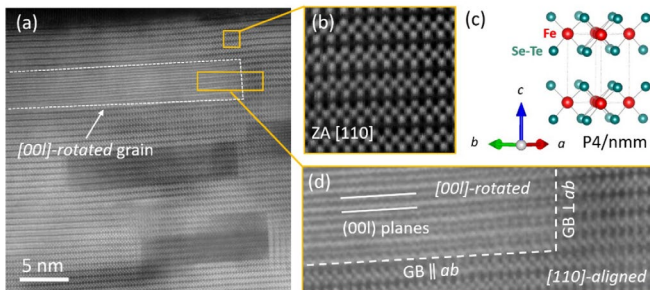 (a)
[00l]-rotated grain
5 nm
(b)
ZA [110]
(c)
Fe
Se-Te
c
b
a
P4/nmm
(d)
[00l]-rotated
(00l) planes
GB ⊥ ab
GB ∥ ab
[110]-aligned